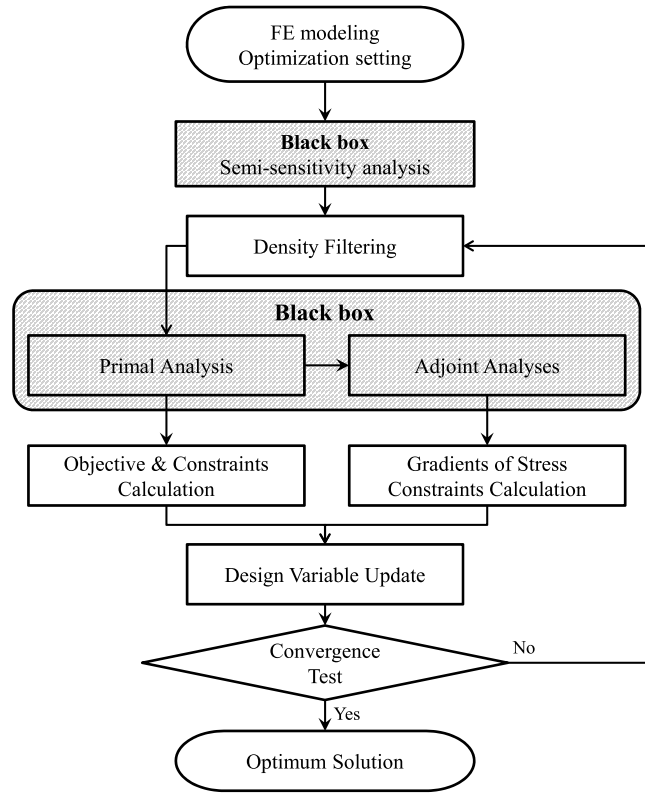 FE modeling
Optimization setting
Black box
Semi-sensitivity analysis
Density Filtering
Black box
Primal Analysis
Adjoint Analyses
Objective & Constraints
Calculation
Gradients of Stress
Constraints Calculation
Design Variable Update
Convergence
Test
No
Yes
Optimum Solution